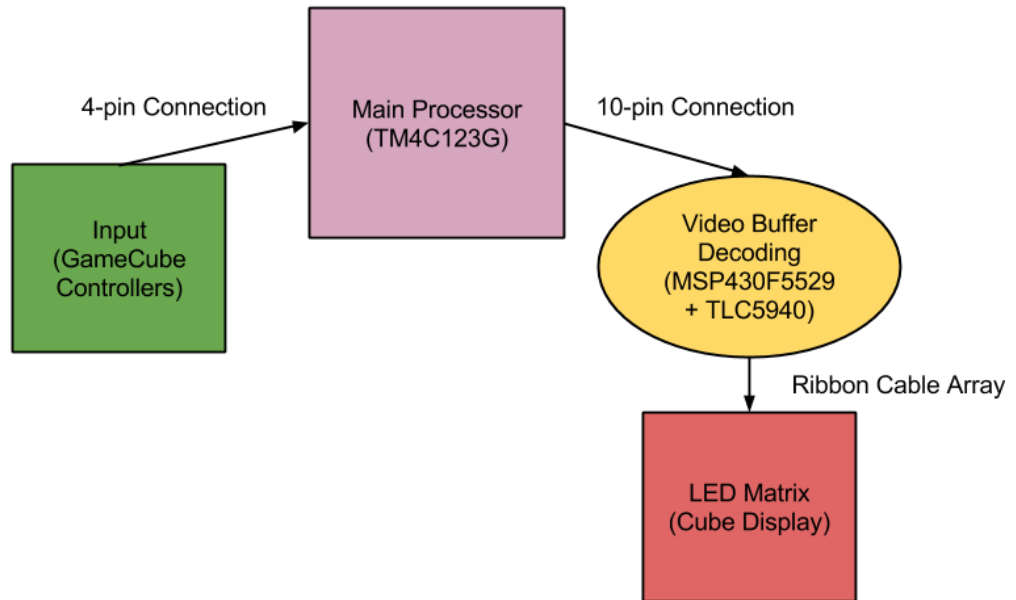 4-pin Connection
Main Processor
(TM4C123G)
10-pin Connection
Input
(GameCube
Controllers)
Video Buffer
Decoding
(MSP430F5529
+ TLC5940)
Ribbon Cable Array
LED Matrix
(Cube Display)